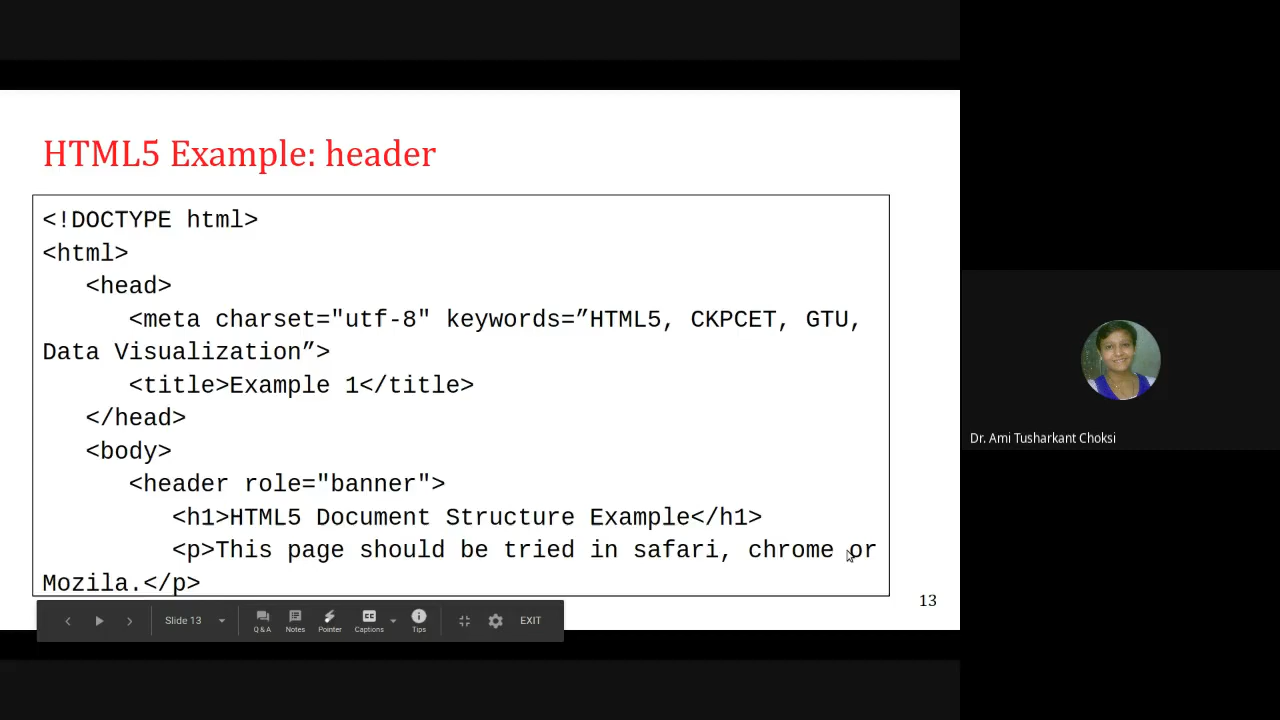 HTML5 Example: header
<!DOCTYPE html>
<html>
<head>
<meta charset="utf-8" keywords=”HTML5, CKPCET, GTU,
Data Visualization”>
<title>Example 1</title>
</head>
<body>
<header role="banner">
<h1>HTML5 Document Structure Example</h1>
<p>This page should be tried in safari, chrome or
Mozila.</p>
13
Slide 13
Q & A
Notes
Pointer
CC
Captions
Tips
EXIT
Dr. Ami Tusharkant Choksi